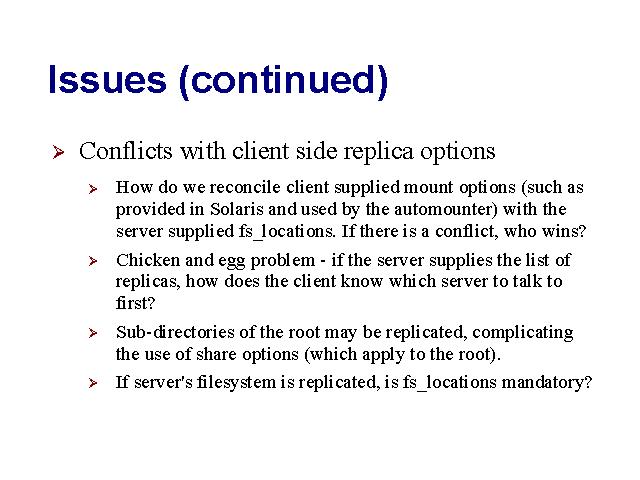 Issues (continued)
Conflicts with client side replica options
How do we reconcile client supplied mount options (such as
provided in Solaris and used by the automounter) with the
server supplied fs_locations. If there is a conflict, who wins?
Chicken and egg problem - if the server supplies the list of
replicas, how does the client know which server to talk to
first?
Sub-directories of the root may be replicated, complicating
the use of share options (which apply to the root).
If server's filesystem is replicated, is fs_locations mandatory?